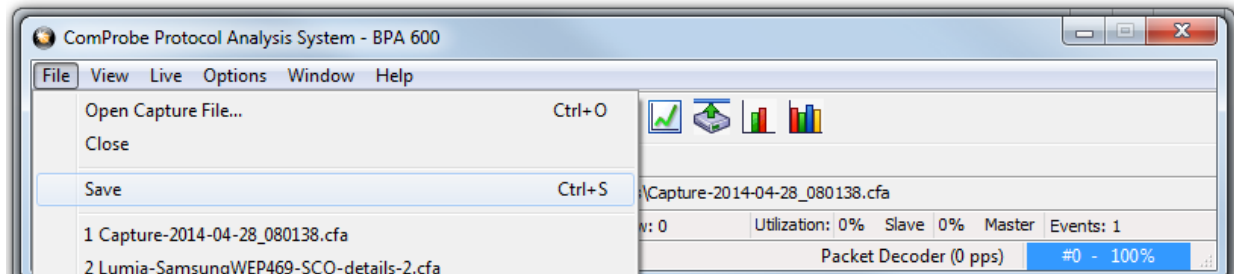 ComProbe Protocol Analysis System - BPA 600
File View Live Options Window Help
Open Capture File... Ctrl+O
Close
Save Ctrl+S
\Capture-2014-04-28_080138.cfa
1 Capture-2014-04-28_080138.cfa
: 0 Utilization: 0% Slave 0% Master Events: 1
2 Lumia-SamsungWEP469-SCO-details-2.cfa
Packet Decoder (0 pps) #0 - 100%